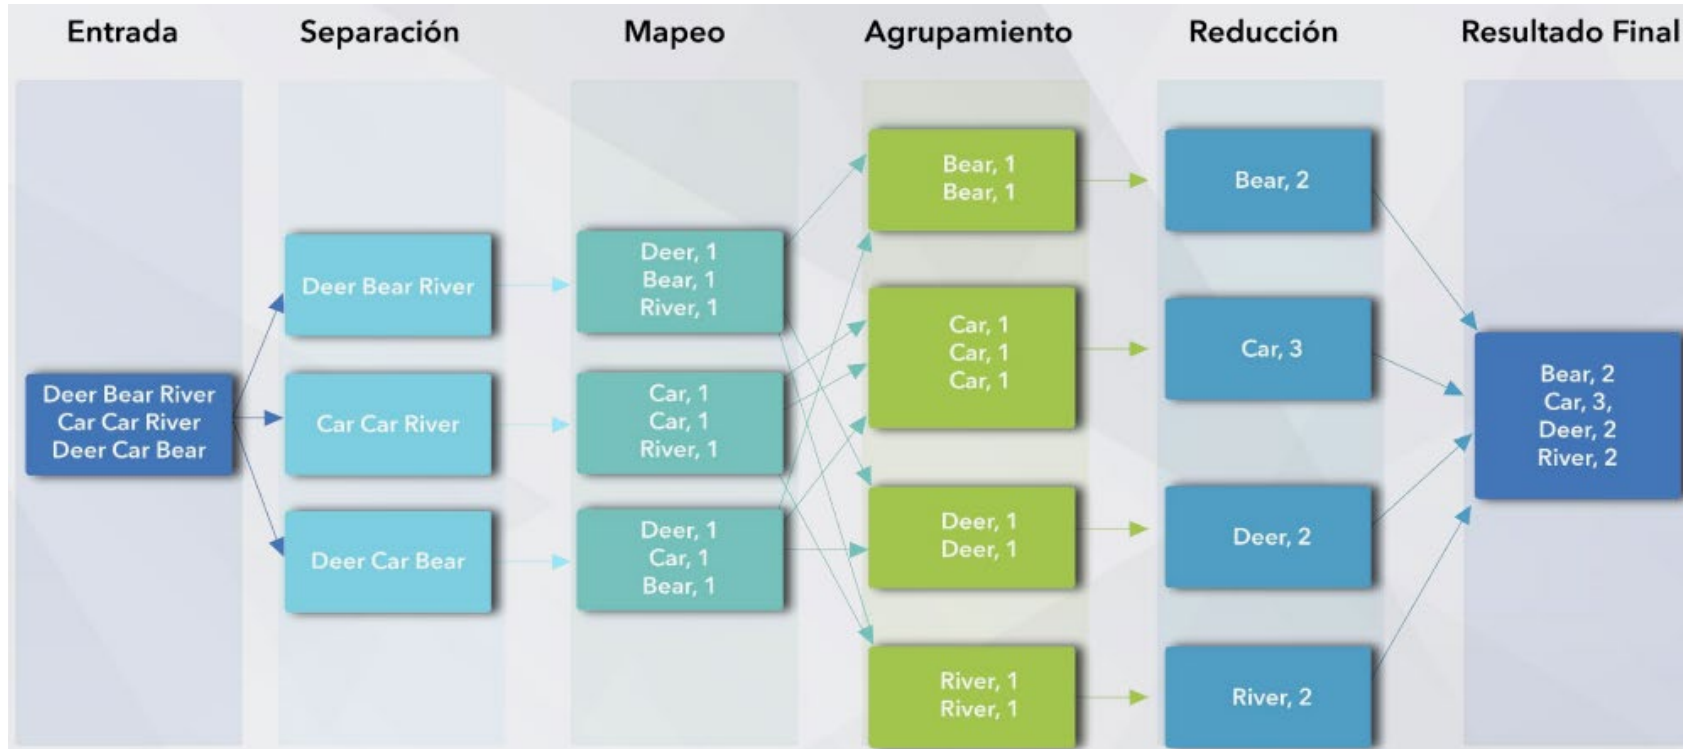 Entrada
Separación
Mapeo
Agrupamiento
Reducción
Resultado Final
Deer Bear River
Car Car River
Deer Car Bear
Deer Bear River
Car Car River
Deer Car Bear
Deer, 1
Bear, 1
River, 1
Car, 1
Car, 1
River, 1
Deer, 1
Car, 1
Bear, 1
Bear, 1
Bear, 1
Car, 1
Car, 1
Car, 1
Deer, 1
Deer, 1
River, 1
River, 1
Bear, 2
Car, 3
Deer, 2
River, 2
Bear, 2
Car, 3,
Deer, 2
River, 2